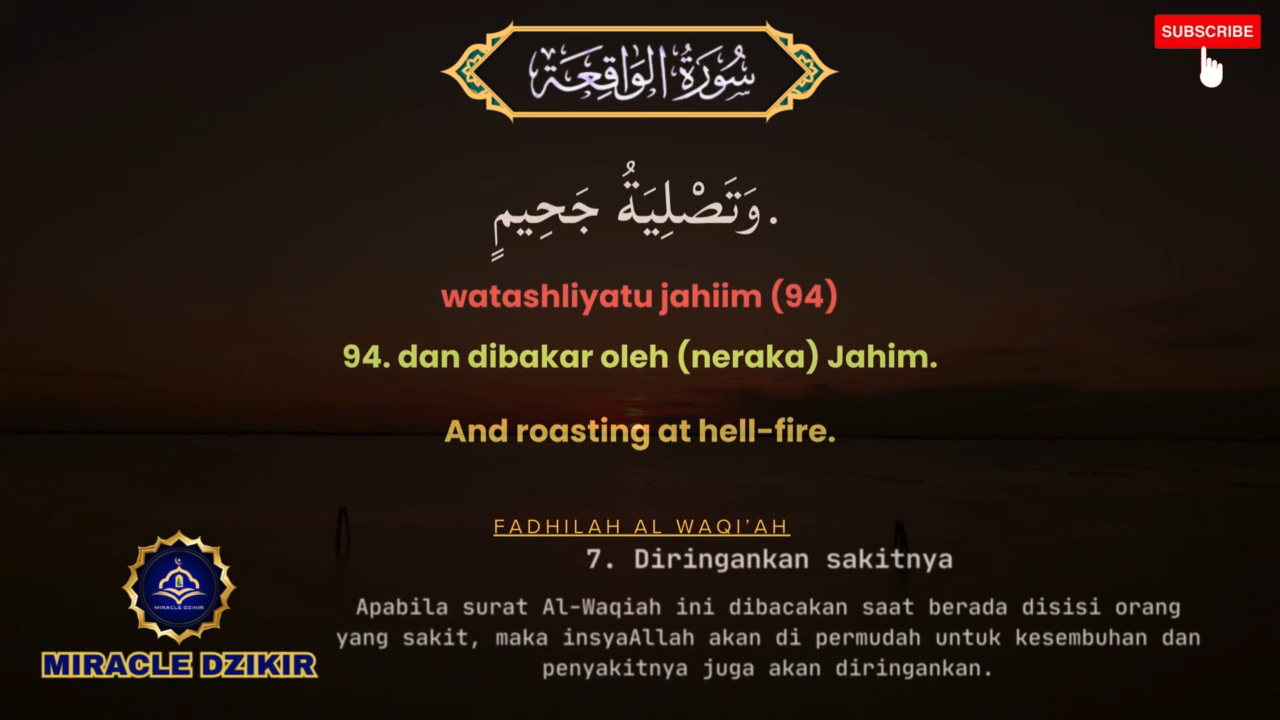 سُورَةُ الوَاقِعَة
SUBSCRIBE
وَتَصْلِيَةُ جَحِيمٍ.
watashliyatu jahiim (94)
94. dan dibakar oleh (neraka) Jahim.
And roasting at hell-fire.
FADHILAH AL WAQI'AH
7. Diringankan sakitnya
Apabila surat Al-Waqiah ini dibacakan saat berada disisi orang
yang sakit, maka insyaAllah akan di permudah untuk kesembuhan dan
penyakitnya juga akan diringankan.
MIRACLE DZIKIR
MIRACLE DZIKIR